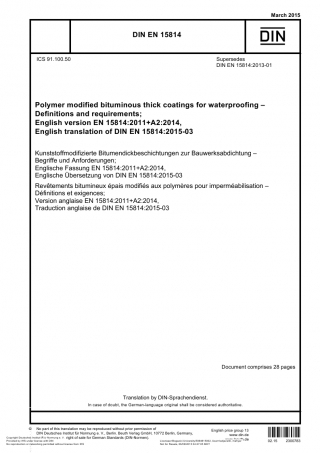 March 2015
DIN EN 15814
DIN
ICS 91.100.50
Supersedes
DIN EN 15814:2013-01
Polymer modified bituminous thick coatings for waterproofing –
Definitions and requirements;
English version EN 15814:2011+A2:2014,
English translation of DIN EN 15814:2015-03
Kunststoffmodifizierte Bitumendickbeschichtungen zur Bauwerksabdichtung –
Begriffe und Anforderungen;
Englische Fassung EN 15814:2011+A2:2014,
Englische Übersetzung von DIN EN 15814:2015-03
Revêtements bitumineux épais modifiés aux polymères pour imperméabilisation –
Définitions et exigences;
Version anglaise EN 15814:2011+A2:2014,
Traduction anglaise de DIN EN 15814:2015-03
Document comprises 28 pages
Translation by DIN-Sprachendienst.
In case of doubt, the German-language original shall be considered authoritative.
No part of this translation may be reproduced without prior permission of
DIN Deutsches Institut für Normung e. V., Berlin. Beuth Verlag GmbH, 10772 Berlin, Germany,
right of sale for German Standards (DIN-Normen).
English price group 13
www.din.de